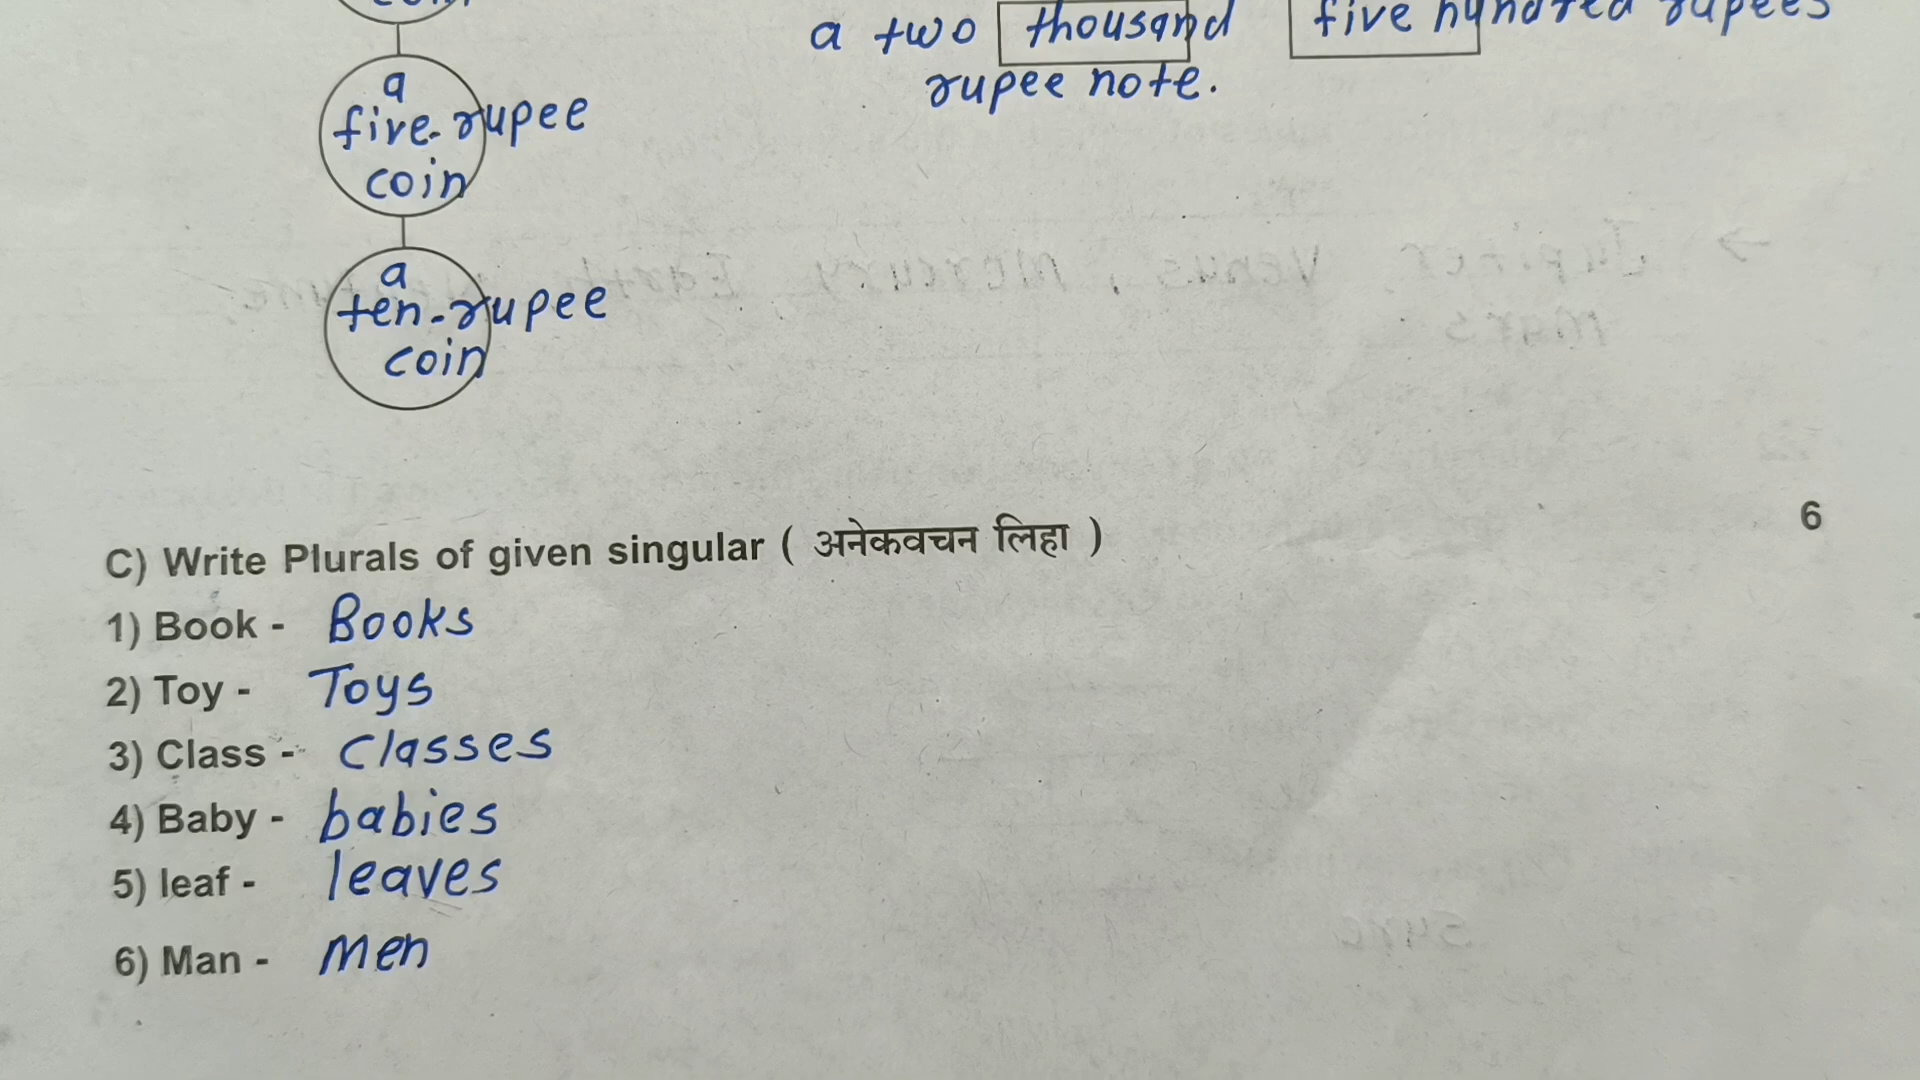 coin
a two thousand five hundred rupees
rupee note.
a
five-rupee
coin
a
ten-rupee
coin
C) Write Plurals of given singular ( अनेकवचन लिहा ) 6
1) Book - Books
2) Toy - Toys
3) Class - Classes
4) Baby - babies
5) leaf - leaves
6) Man - Men